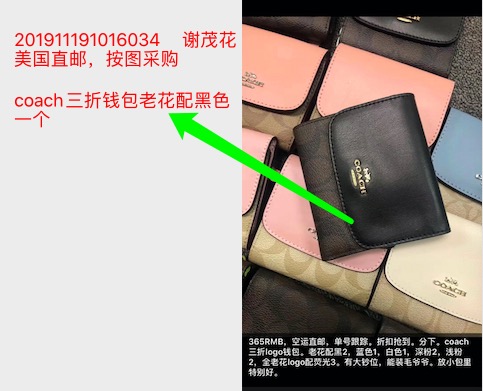 201911191016034 谢茂花
美国直邮，按图采购
coach三折钱包老花配黑色
一个
COACH
COACH
365RMB，空运直邮，单号跟踪。折扣抢到。分下。coach
三折logo钱包。老花配黑2，蓝色1，白色1，深粉2，浅粉
2，金老花logo配荧光3。有大钞位，能装毛爷爷。放小包里
特别好。